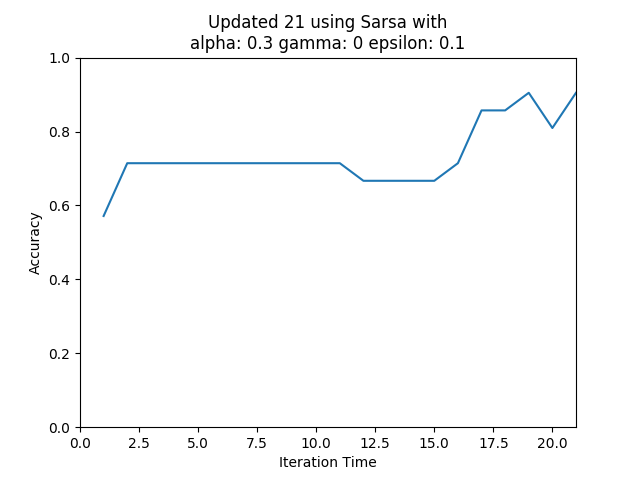 Updated 21 using Sarsa with
alpha: 0.3 gamma: 0 epsilon: 0.1
1.0
0.8
0.6
0.4
0.2
0.0
Accuracy
0.0 2.5 5.0 7.5 10.0 12.5 15.0 17.5 20.0
Iteration Time